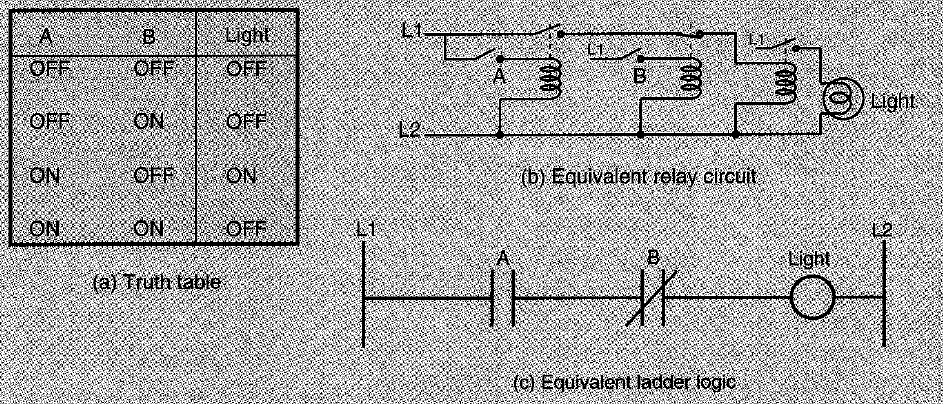 A B Light
OFF OFF OFF
OFF ON OFF
ON OFF ON
ON ON OFF
(a) Truth table
L1
L1
L1
A
B
Light
L2
(b) Equivalent relay circuit
L1
L2
A
B
Light
(c) Equivalent ladder logic